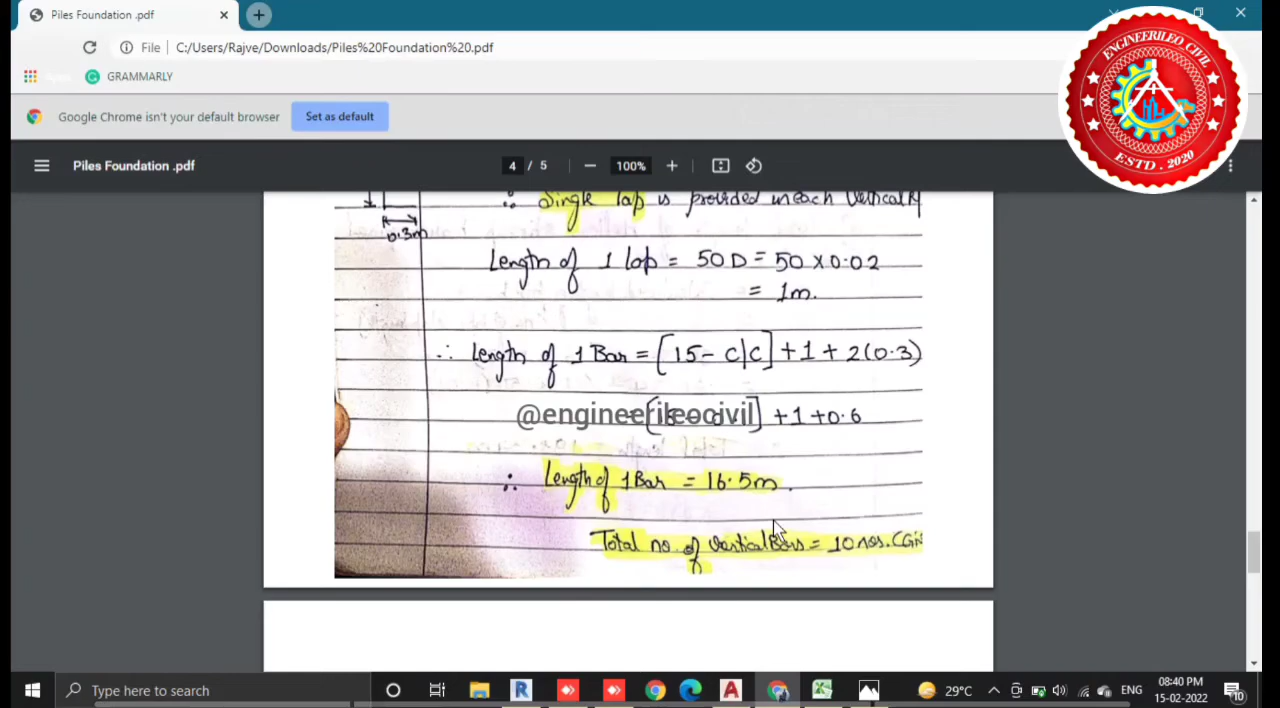 Piles Foundation .pdf
File
C:/Users/Rajve/Downloads/Piles%20Foundation%20.pdf
GRAMMARLY
Google Chrome isn't your default browser
Set as default
ENGINEERILEO CIVIL
ESTD . 2020
Piles Foundation .pdf
4 / 5
100%
∴ Single lap is provided in each vertical
0.3m
Length of 1 lap = 50 D = 50 x 0.02
= 1m.
∴ Length of 1 Bar = [15 - c/c] + 1 + 2(0.3)
@engineerileocivil
+1 +0.6
∴ Length of 1 Bar = 16.5m.
Total no. of vertical Bars = 10 nos.
Type here to search
29°C
ENG
08:40 PM
15-02-2022
10